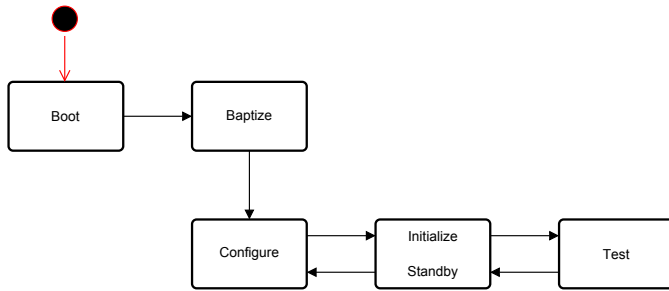 Boot
Baptize
Configure
Initialize
Standby
Test